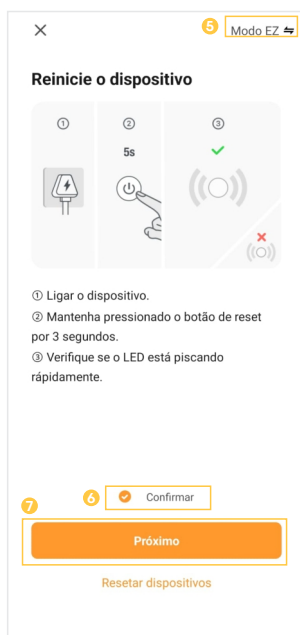 5 Modo EZ
Reinicie o dispositivo
① ② ③
5s
① Ligar o dispositivo.
② Mantenha pressionado o botão de reset
por 3 segundos.
③ Verifique se o LED está piscando
rápidamente.
6 Confirmar
7
Próximo
Resetar dispositivos